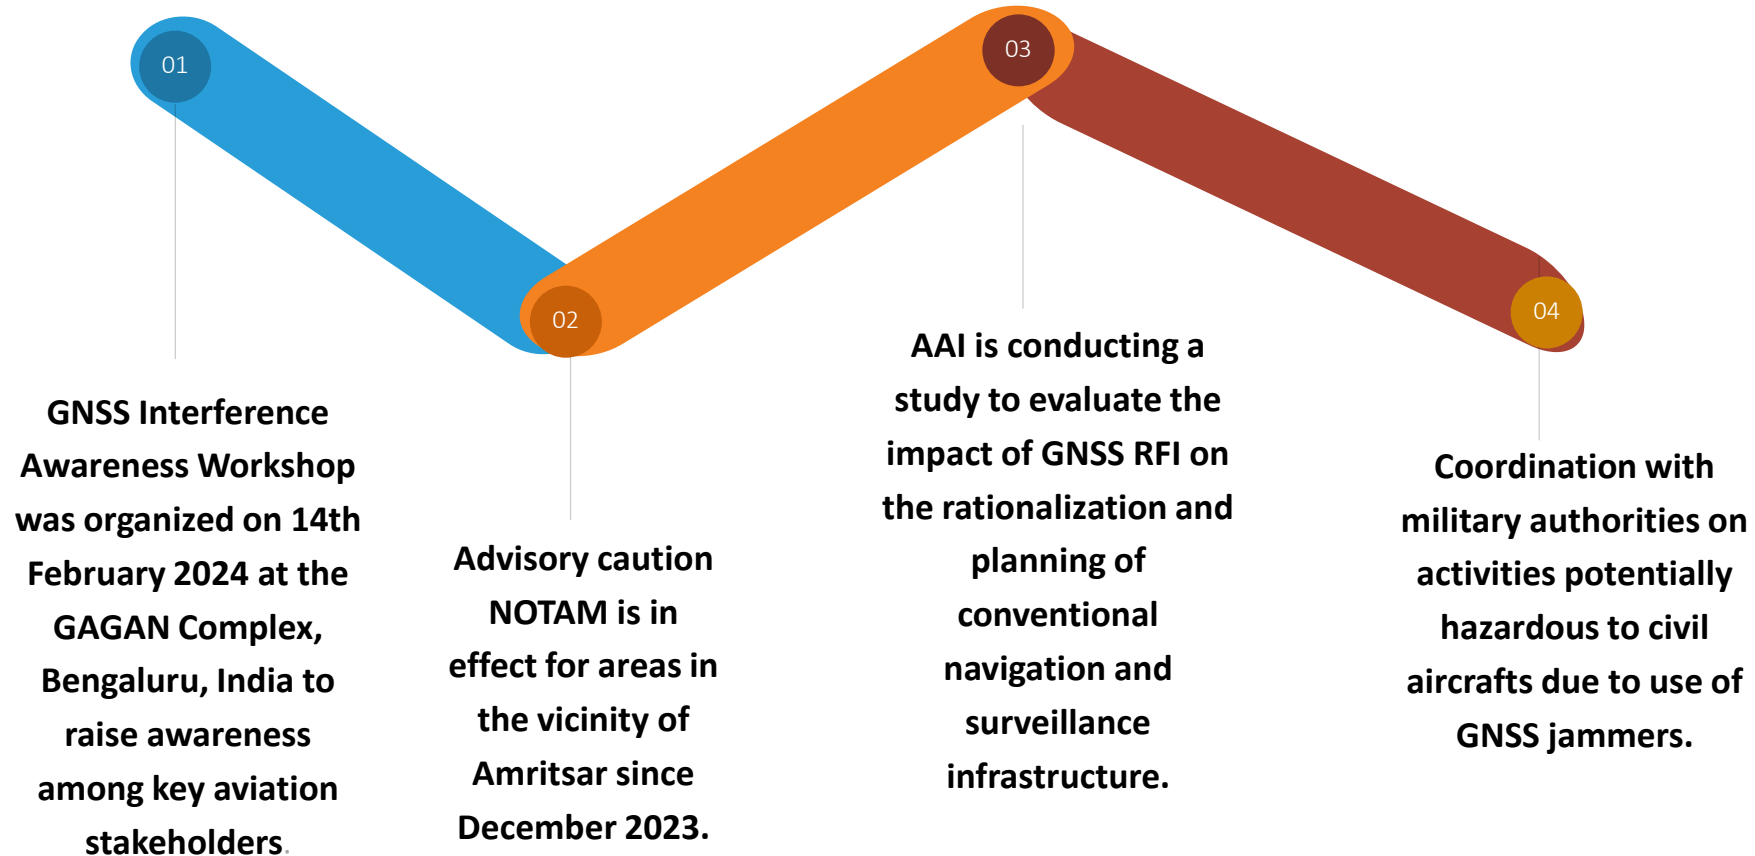 01
GNSS Interference
Awareness Workshop
was organized on 14th
February 2024 at the
GAGAN Complex,
Bengaluru, India to
raise awareness
among key aviation
stakeholders.
02
Advisory caution
NOTAM is in
effect for areas in
the vicinity of
Amritsar since
December 2023.
03
AAI is conducting a
study to evaluate the
impact of GNSS RFI on
the rationalization and
planning of
conventional
navigation and
surveillance
infrastructure.
04
Coordination with
military authorities on
activities potentially
hazardous to civil
aircrafts due to use of
GNSS jammers.